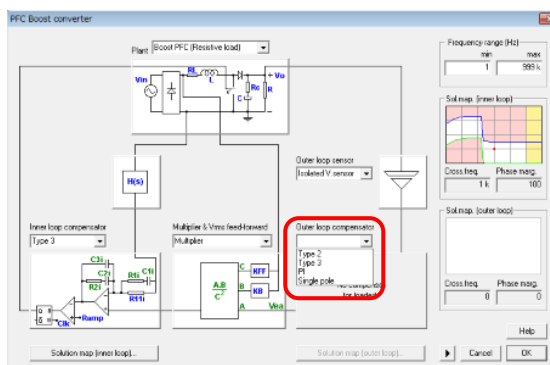 PFC Boost converter
Plant Boost PFC (Resistive load)
Vin
RL
L
C
Rc
R
+ Vo
H(s)
Inner loop compensator
Type 3
C3i
C2i
R2i
R1i
C1i
R11i
Clk
Ramp
Multiplier & Vrms feed-forward
Multiplier
A.B
C²
C
B
A
KFF
KB
Vea
Outer loop sensor
Isolated V.sensor
Outer loop compensator
Type 2
Type 3
PI
Single pole
Solution map (inner loop)...
Solution map (outer loop)...
Frequency range (Hz)
min max
1 999 k
Sol.map. (inner loop)
Cross.freq. Phase marg.
1 k 100
Sol.map. (outer loop)
Cross.freq. Phase marg.
0 0
Help
Cancel
OK